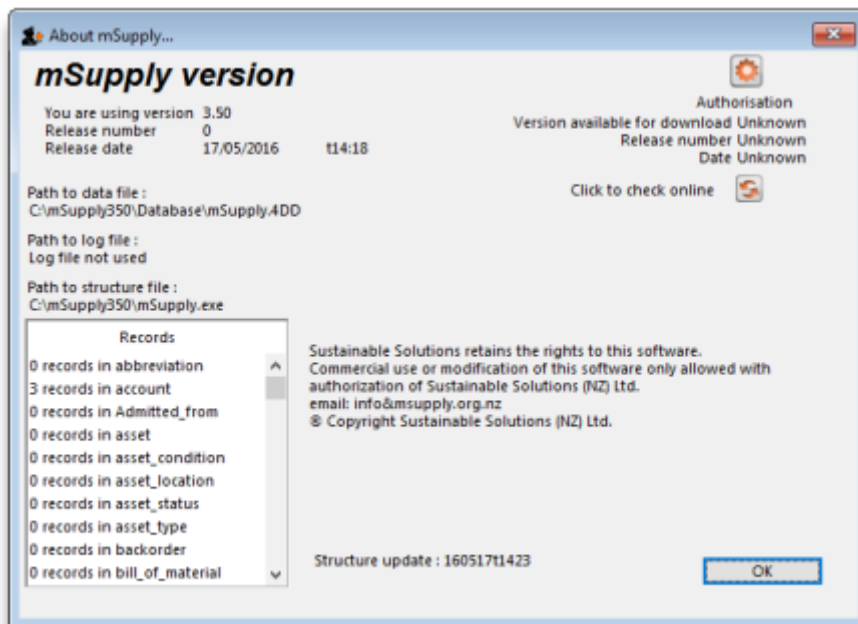 About mSupply...
mSupply version
You are using version 3.50
Release number 0
Release date 17/05/2016 t14:18
Authorisation
Version available for download Unknown
Release number Unknown
Date Unknown
Click to check online
Path to data file :
C:\mSupply350\Database\mSupply.4DD
Path to log file :
Log file not used
Path to structure file :
C:\mSupply350\mSupply.exe
Records
0 records in abbreviation
3 records in account
0 records in Admitted_from
0 records in asset
0 records in asset_condition
0 records in asset_location
0 records in asset_status
0 records in asset_type
0 records in backorder
0 records in bill_of_material
Sustainable Solutions retains the rights to this software.
Commercial use or modification of this software only allowed with
authorization of Sustainable Solutions (NZ) Ltd.
email: info@msupply.org.nz
® Copyright Sustainable Solutions (NZ) Ltd.
Structure update : 160517t1423
OK